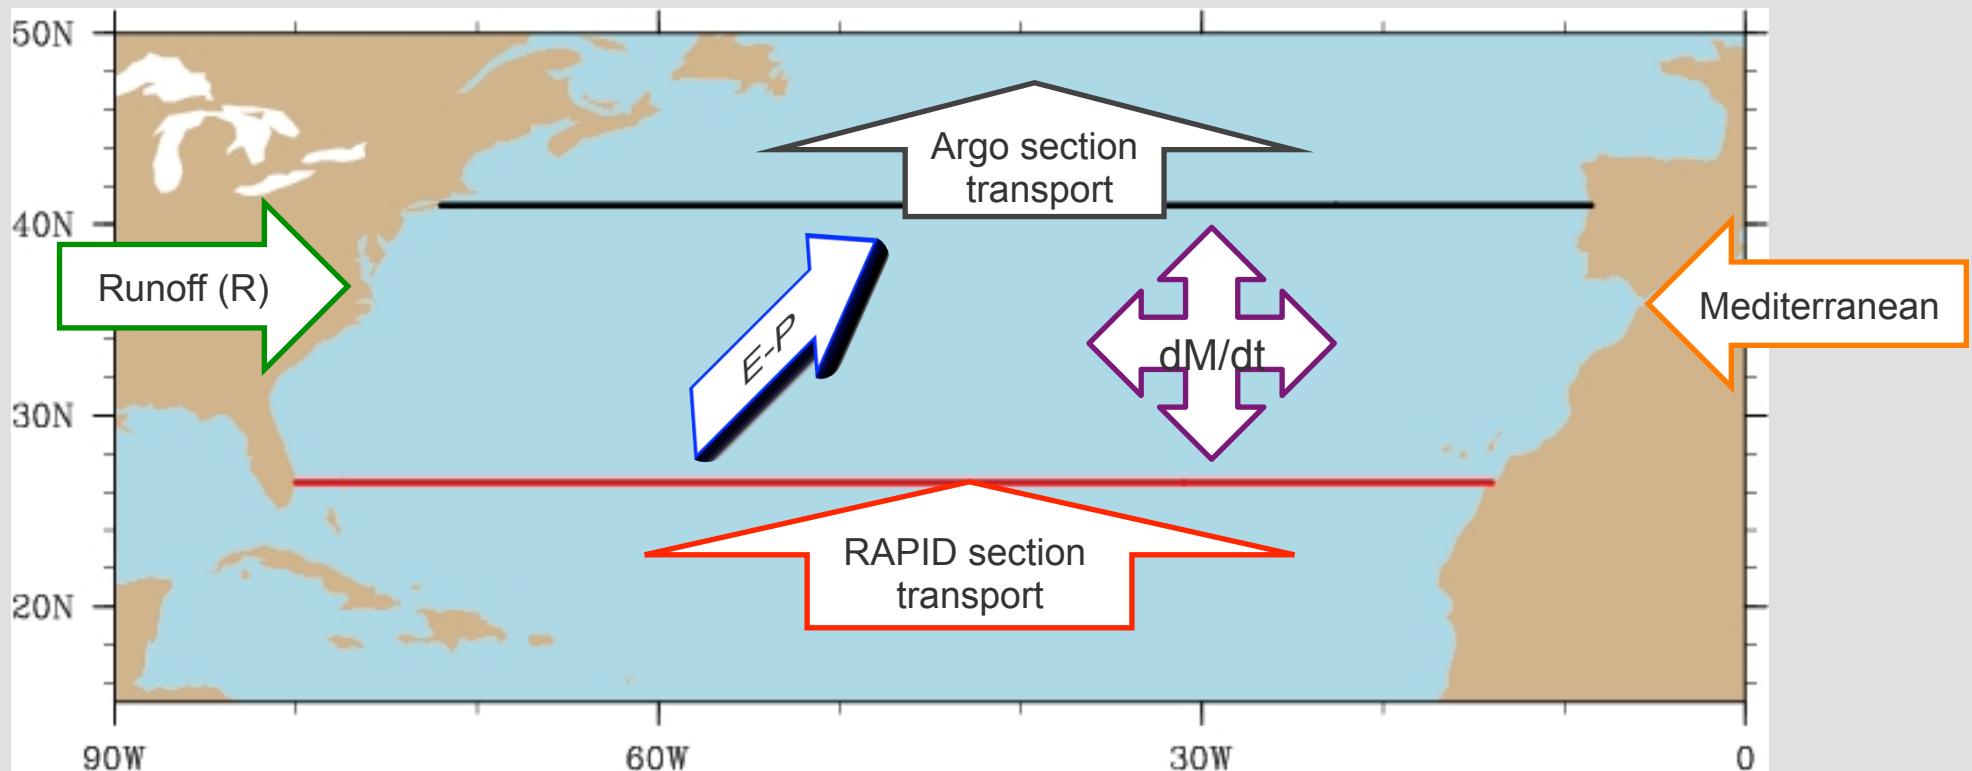 50N
Argo section
transport
40N
Runoff (R)
Mediterranean
E-P
dM/dt
30N
RAPID section
transport
20N
90W
60W
30W
0